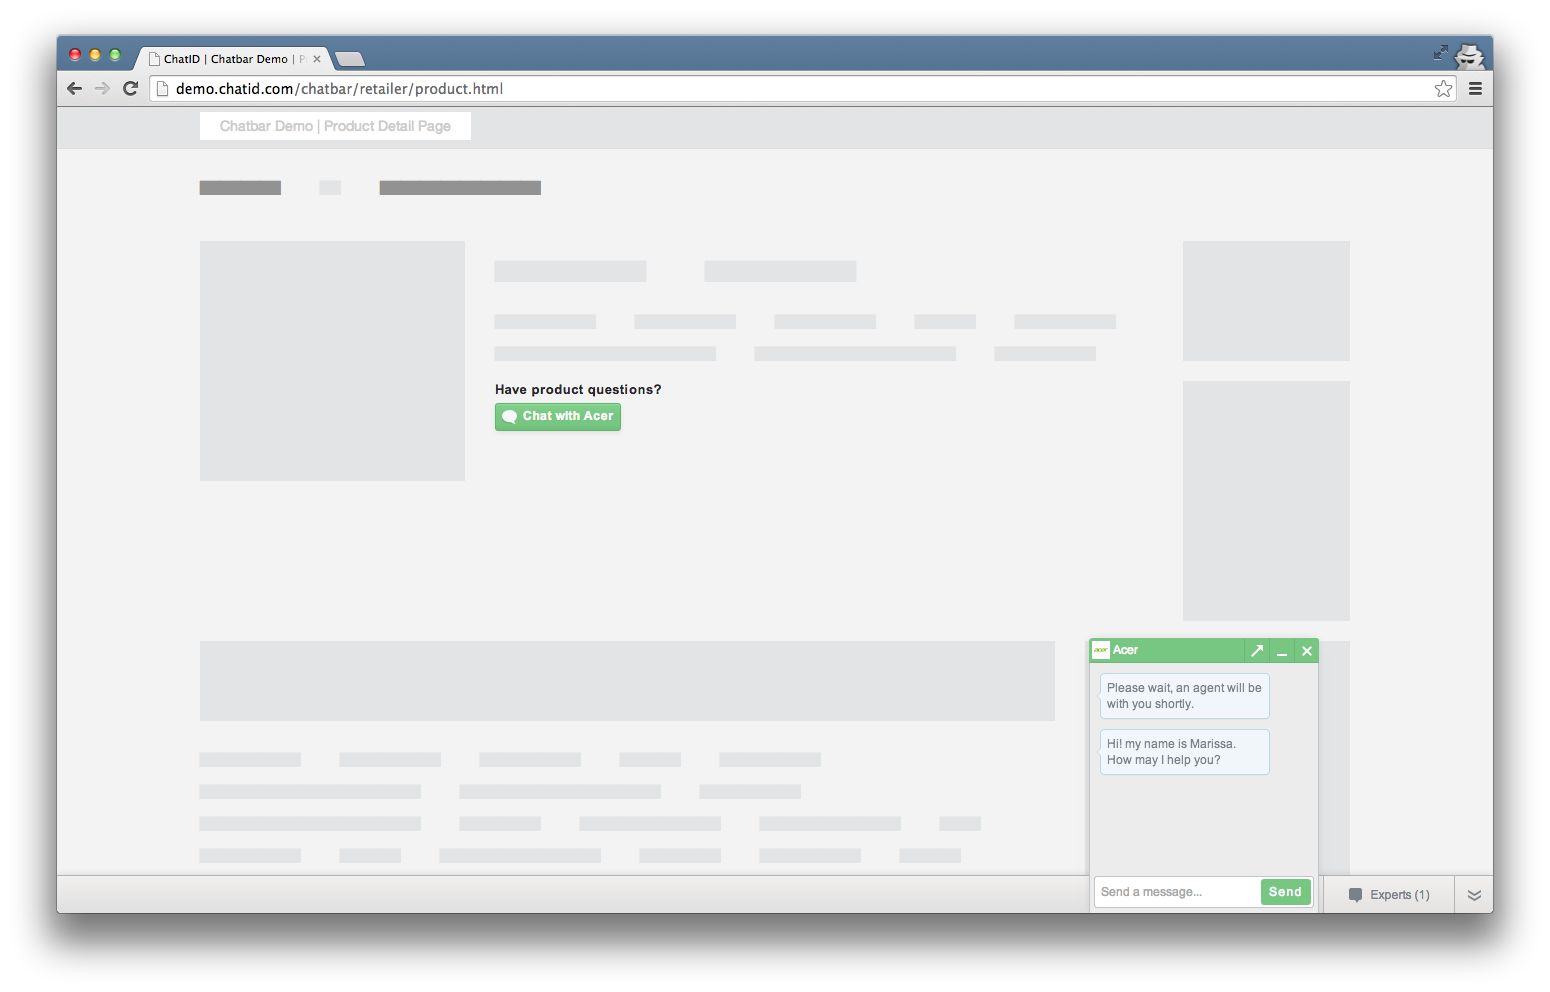 ChatID | Chatbar Demo | P
demo.chatid.com/chatbar/retailer/product.html
Chatbar Demo | Product Detail Page
Have product questions?
Chat with Acer
acer Acer
Please wait, an agent will be
with you shortly.
Hi! my name is Marissa.
How may I help you?
Send a message...
Send
Experts (1)